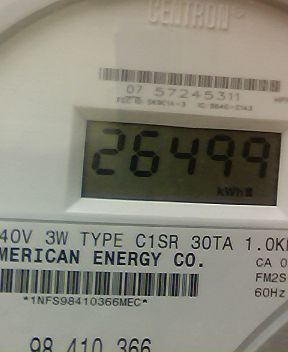 CENTRON®
07 57245311
26499
kWh
40V 3W TYPE C1SR 30TA 1.0K
MERICAN ENERGY CO.
CA 0
FM2S
*1NFS98410366MEC*
60Hz
98 410 366